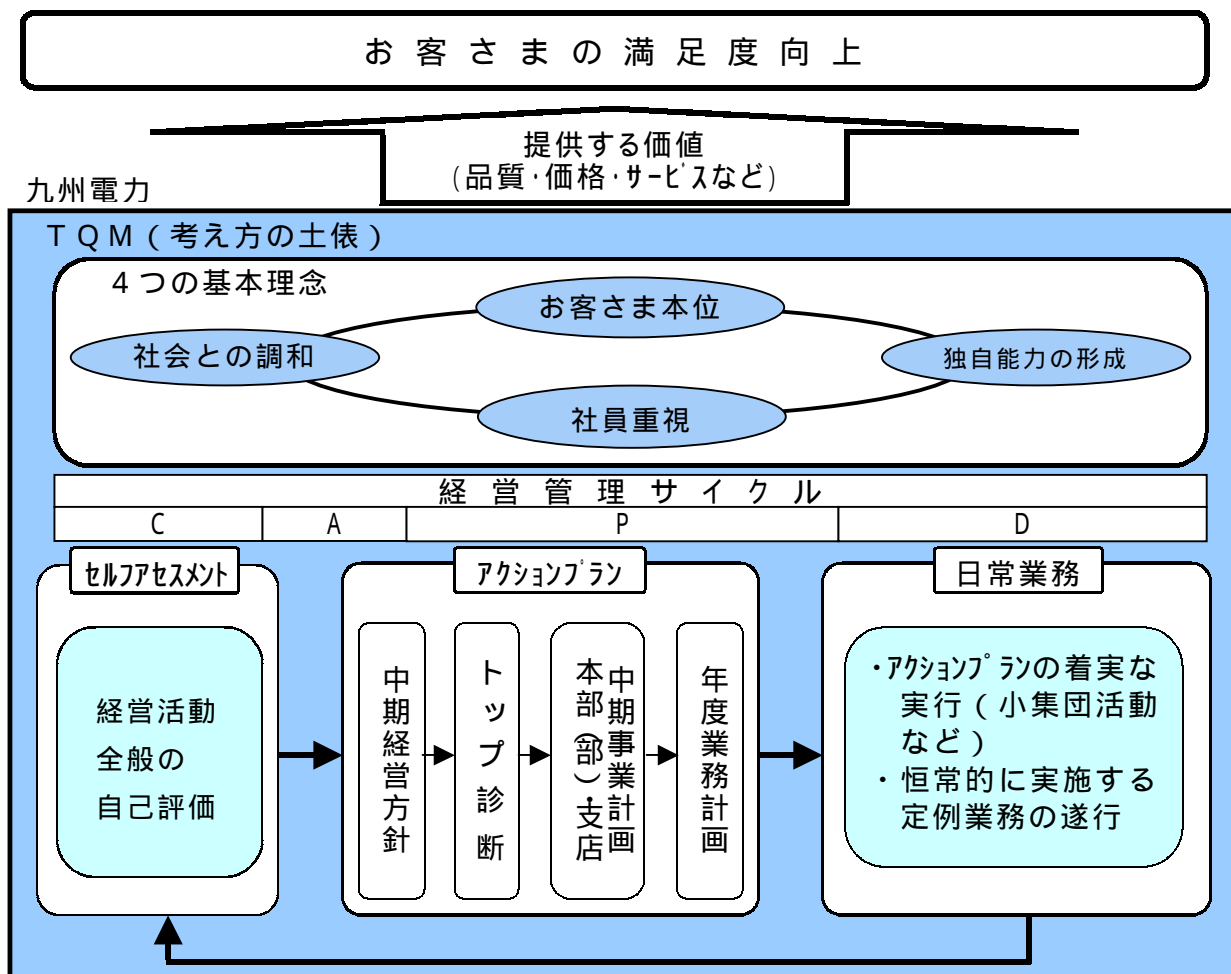 お客さまの満足度向上
提供する価値
(品質･価格･ｻｰﾋﾞｽなど)
九州電力
ＴＱＭ（考え方の土俵）
４つの基本理念
お客さま本位
社会との調和
独自能力の形成
社員重視
経営管理サイクル
C
A
P
D
ｾﾙﾌｱｾｽﾒﾝﾄ
ｱｸｼｮﾝﾌﾟﾗﾝ
日常業務
経営活動
全般の
自己評価
中期経営方針
トップ診断
中期事業計画
本部(部)・支店
年度業務計画
・ｱｸｼｮﾝﾌﾟﾗﾝの着実な
実行（小集団活動
など）
・恒常的に実施する
定例業務の遂行